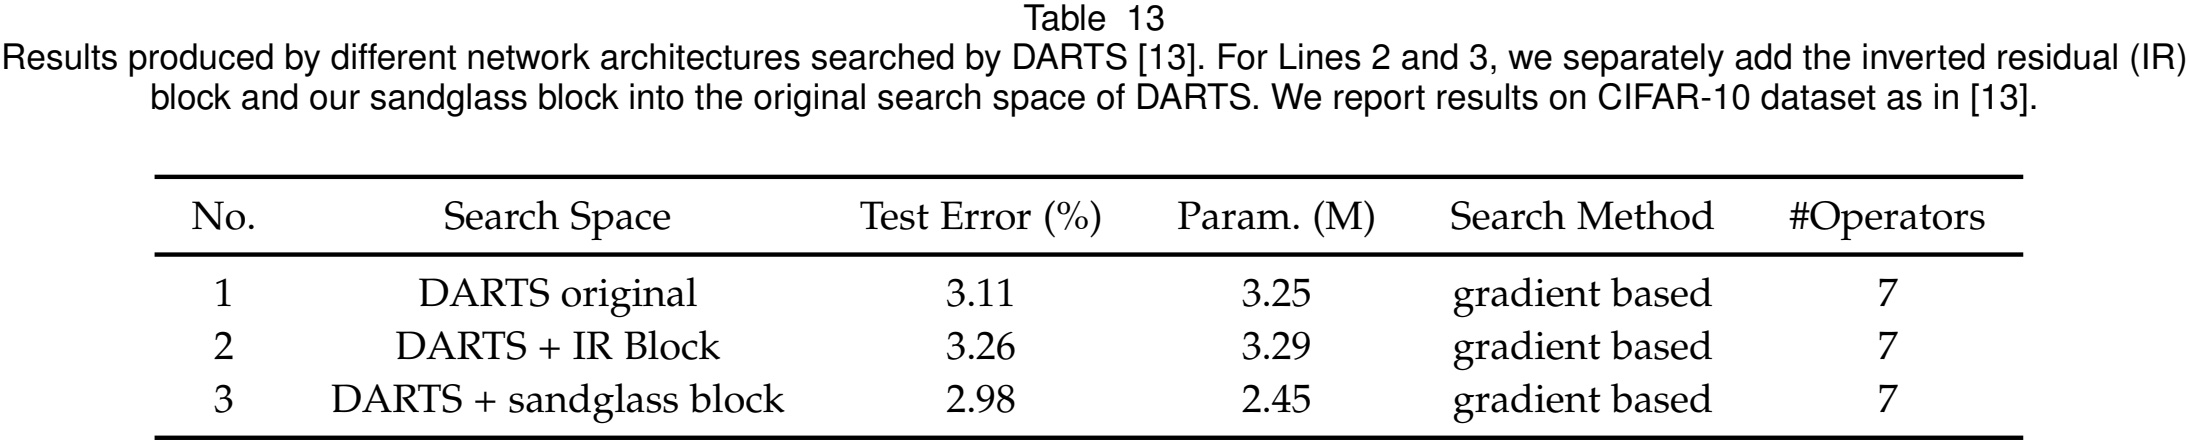 Table 13
Results produced by different network architectures searched by DARTS [13]. For Lines 2 and 3, we separately add the inverted residual (IR)
block and our sandglass block into the original search space of DARTS. We report results on CIFAR-10 dataset as in [13].
No. Search Space Test Error (%) Param. (M) Search Method #Operators
1 DARTS original 3.11 3.25 gradient based 7
2 DARTS + IR Block 3.26 3.29 gradient based 7
3 DARTS + sandglass block 2.98 2.45 gradient based 7